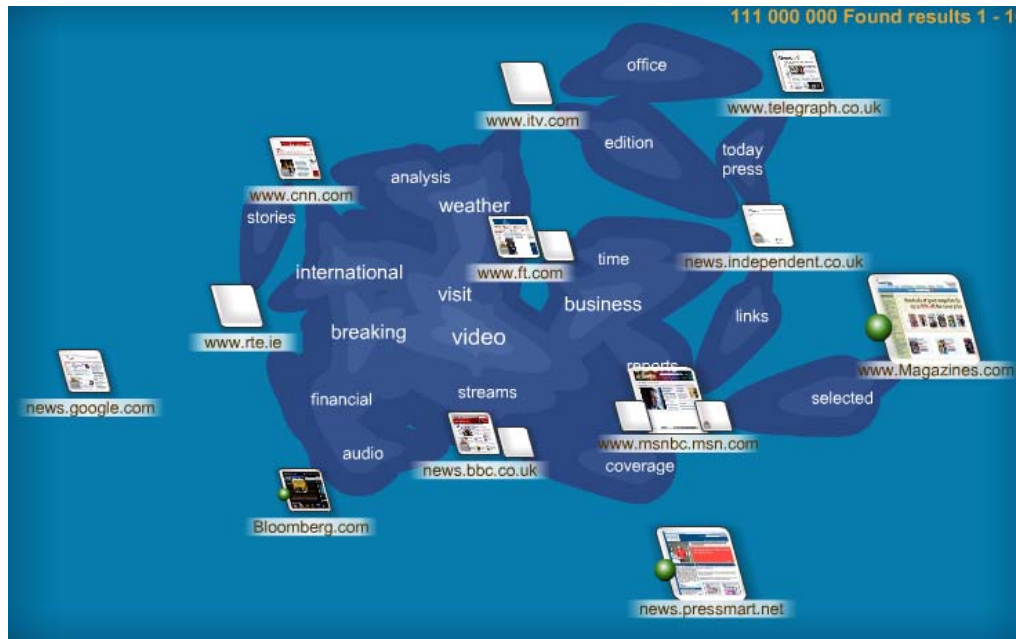 111 000 000 Found results 1 - 1
office
www.telegraph.co.uk
www.itv.com
edition
today
press
analysis
www.cnn.com
weather
stories
www.ft.com
time
news.independent.co.uk
international
visit
business
links
breaking
video
www.rte.ie
reports
www.Magazines.com
streams
financial
selected
news.google.com
www.msnbc.msn.com
audio
news.bbc.co.uk
coverage
Bloomberg.com
news.pressmart.net